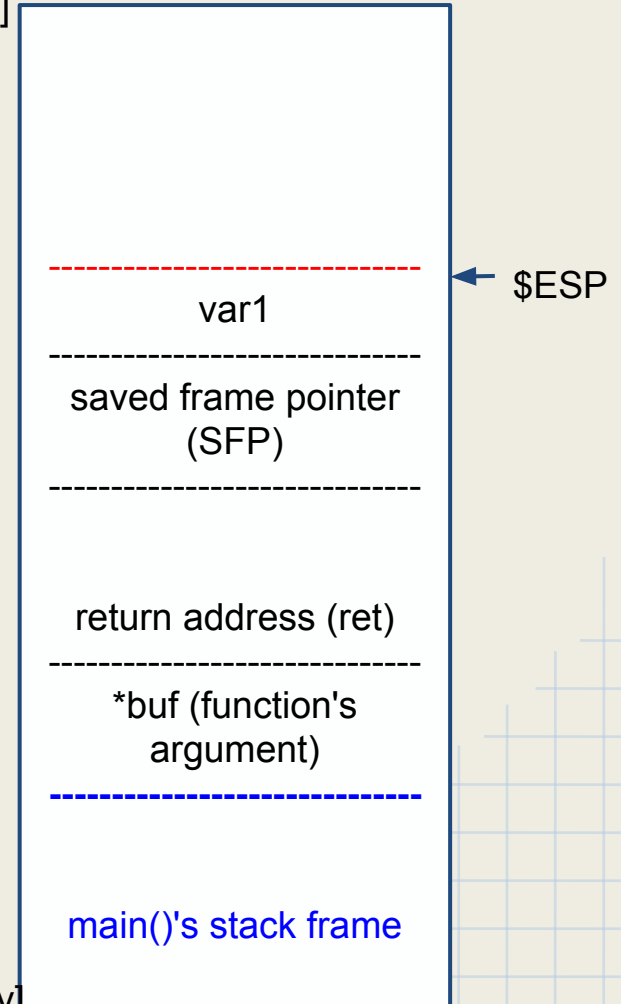 ]
$ESP
var1
saved frame pointer
(SFP)
return address (ret)
*buf (function's
argument)
main()'s stack frame
y]